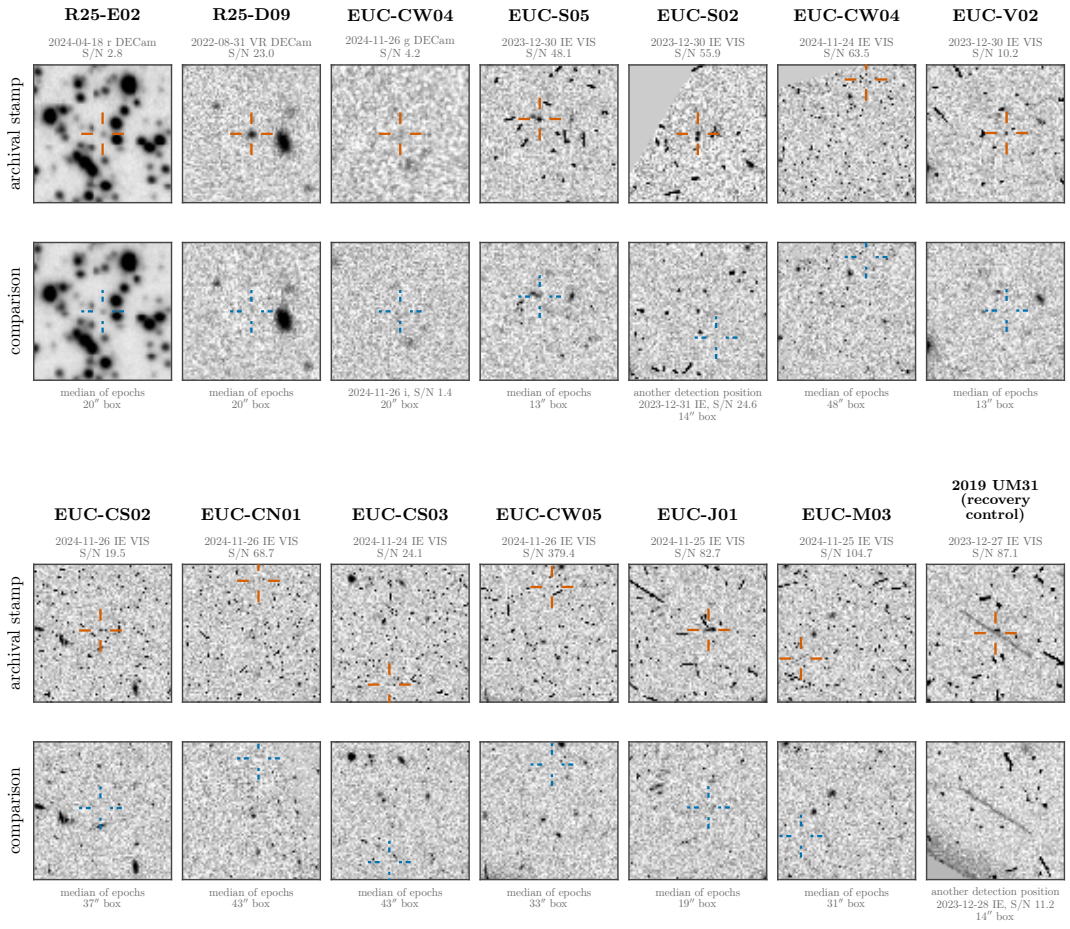 R25-E02
2024-04-18 r DECam
S/N 2.8
R25-D09
2022-08-31 VR DECam
S/N 23.0
EUC-CW04
2024-11-26 g DECam
S/N 4.2
EUC-S05
2023-12-30 IE VIS
S/N 48.1
EUC-S02
2023-12-30 IE VIS
S/N 55.9
EUC-CW04
2024-11-24 IE VIS
S/N 63.5
EUC-V02
2023-12-30 IE VIS
S/N 10.2
archival stamp
comparison
median of epochs
20″ box
median of epochs
20″ box
2024-11-26 i, S/N 1.4
20″ box
median of epochs
13″ box
another detection position
2023-12-31 IE, S/N 24.6
14″ box
median of epochs
48″ box
median of epochs
13″ box
EUC-CS02
2024-11-26 IE VIS
S/N 19.5
EUC-CN01
2024-11-26 IE VIS
S/N 68.7
EUC-CS03
2024-11-24 IE VIS
S/N 24.1
EUC-CW05
2024-11-26 IE VIS
S/N 379.4
EUC-J01
2024-11-25 IE VIS
S/N 82.7
EUC-M03
2024-11-25 IE VIS
S/N 104.7
2019 UM31
(recovery
control)
2023-12-27 IE VIS
S/N 87.1
archival stamp
comparison
median of epochs
37″ box
median of epochs
43″ box
median of epochs
43″ box
median of epochs
33″ box
median of epochs
19″ box
median of epochs
31″ box
another detection position
2023-12-28 IE, S/N 11.2
14″ box